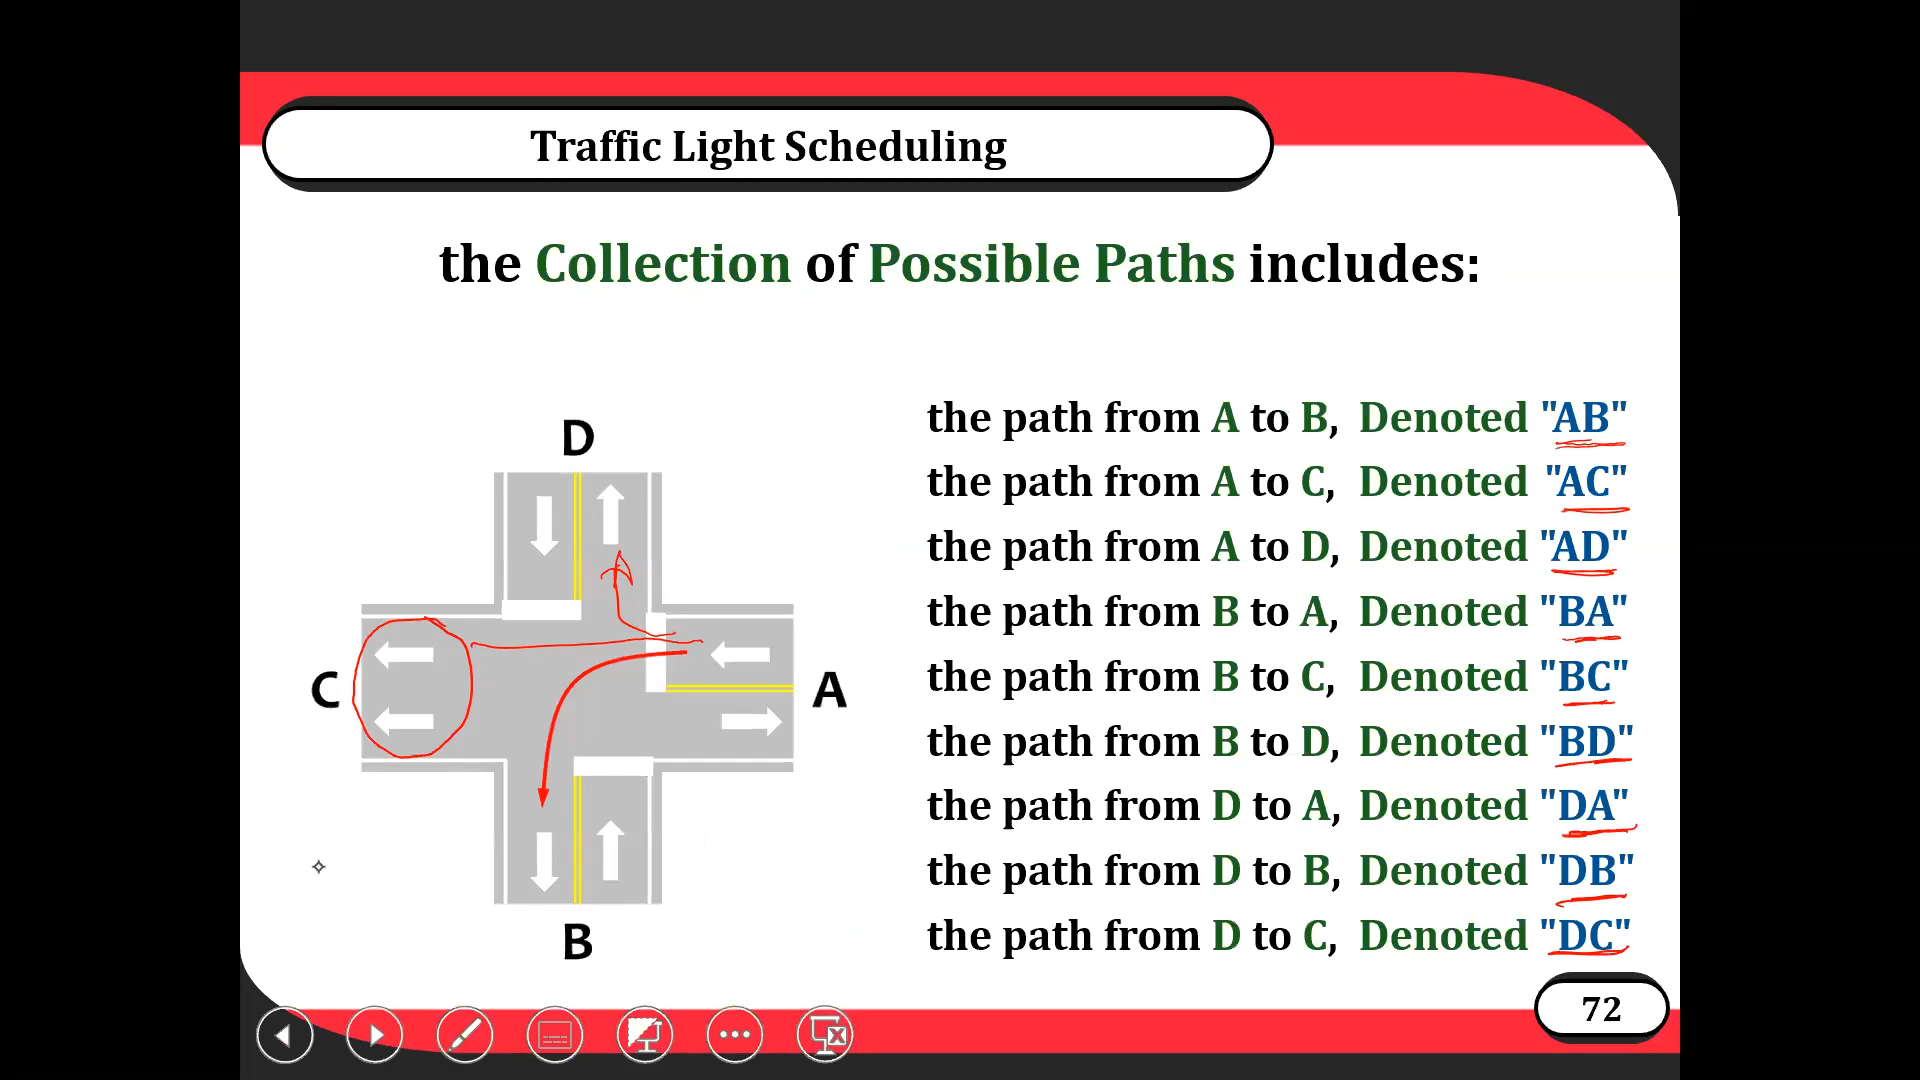 Traffic Light Scheduling
the Collection of Possible Paths includes:
D
C
A
B
the path from A to B, Denoted "AB"
the path from A to C, Denoted "AC"
the path from A to D, Denoted "AD"
the path from B to A, Denoted "BA"
the path from B to C, Denoted "BC"
the path from B to D, Denoted "BD"
the path from D to A, Denoted "DA"
the path from D to B, Denoted "DB"
the path from D to C, Denoted "DC"
72